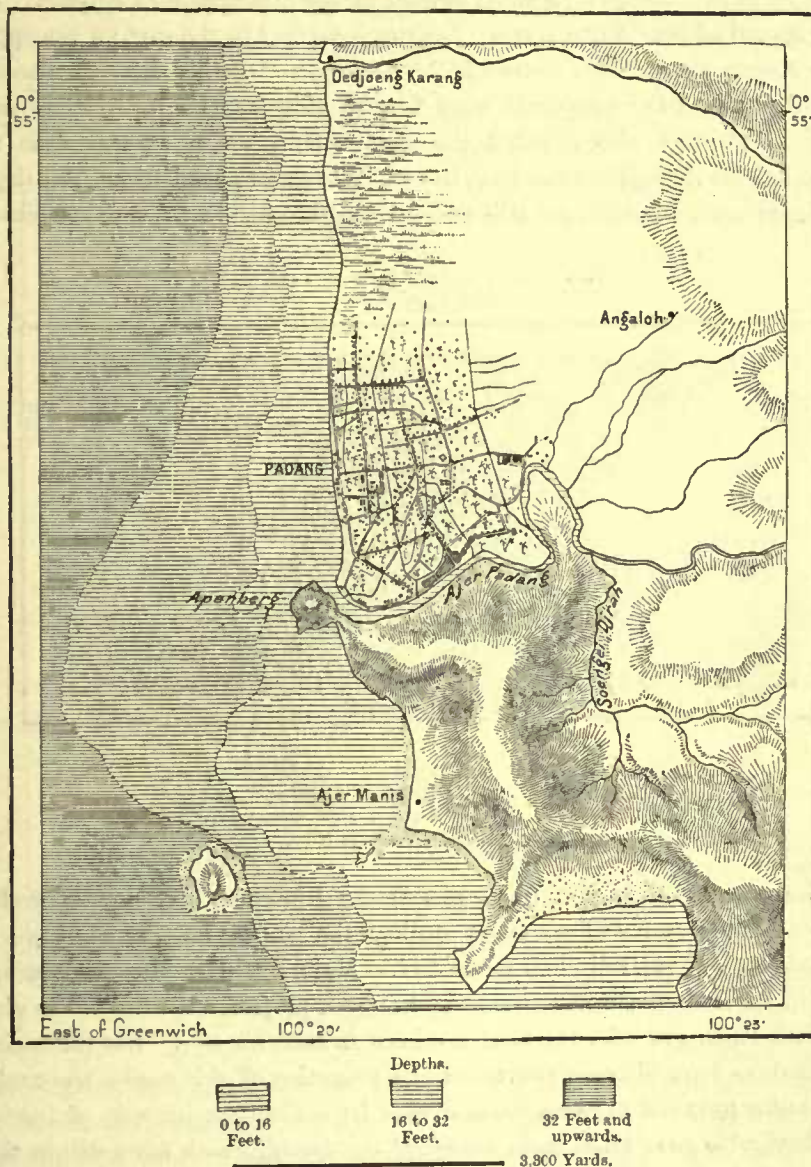 Oedjoeng Karang
0°
55'
0°
55'
Angaloh
PADANG
Apenberg
Ajer Padang
Soengei Djirah
Ajer Manis
East of Greenwich
100° 20'
100° 23'
Depths.
0 to 16
Feet.
16 to 32
Feet.
32 Feet and
upwards.
3,300 Yards.